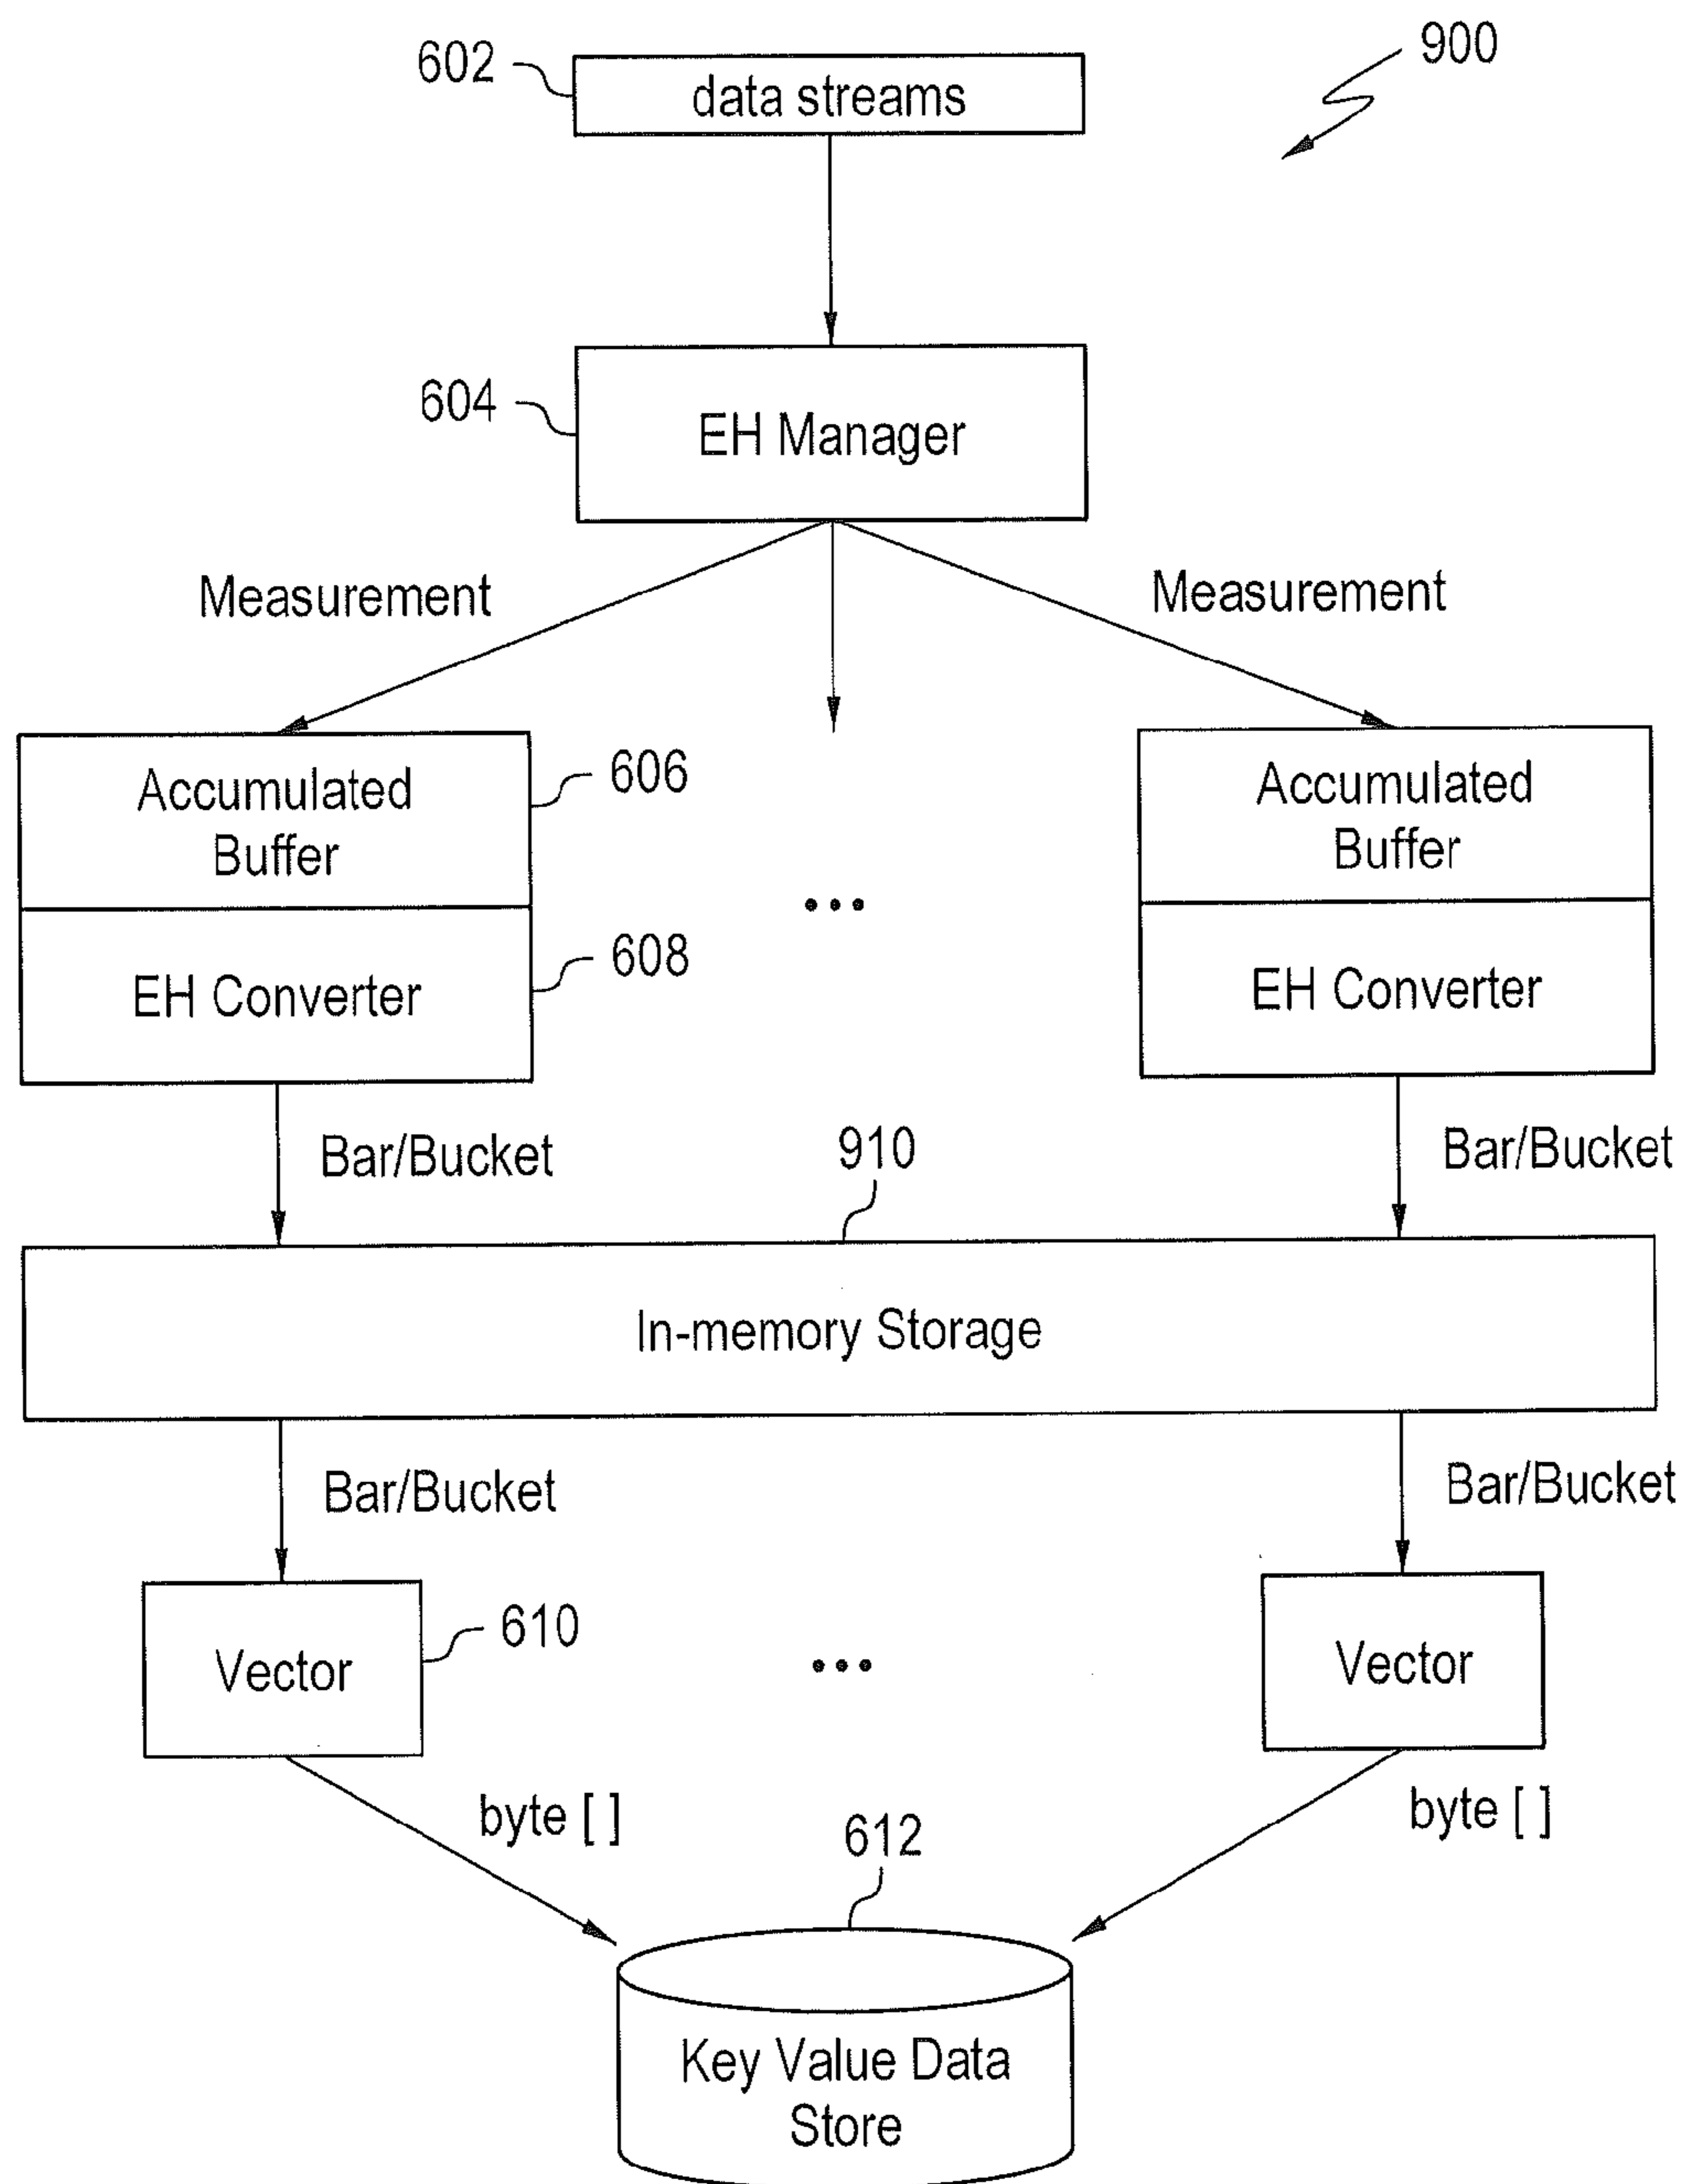 602
data streams
900
604
EH Manager
Measurement
Measurement
Accumulated
Buffer
606
EH Converter
608
...
Accumulated
Buffer
EH Converter
Bar/Bucket
910
Bar/Bucket
In-memory Storage
Bar/Bucket
Bar/Bucket
Vector
610
...
Vector
byte [ ]
612
byte [ ]
Key Value Data
Store